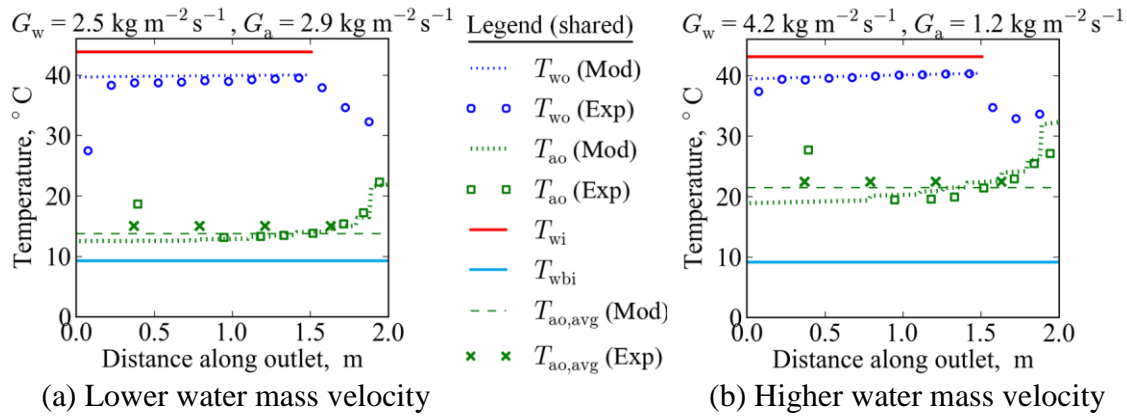 G_w = 2.5 kg m⁻² s⁻¹ , G_a = 2.9 kg m⁻² s⁻¹
Temperature, °C
40
30
20
10
0
0.0 0.5 1.0 1.5 2.0
Distance along outlet, m
(a) Lower water mass velocity
Legend (shared)
T_wo (Mod)
T_wo (Exp)
T_ao (Mod)
T_ao (Exp)
T_wi
T_wbi
T_ao,avg (Mod)
T_ao,avg (Exp)
G_w = 4.2 kg m⁻² s⁻¹ , G_a = 1.2 kg m⁻² s⁻¹
Temperature, °C
40
30
20
10
0
0.0 0.5 1.0 1.5 2.0
Distance along outlet, m
(b) Higher water mass velocity